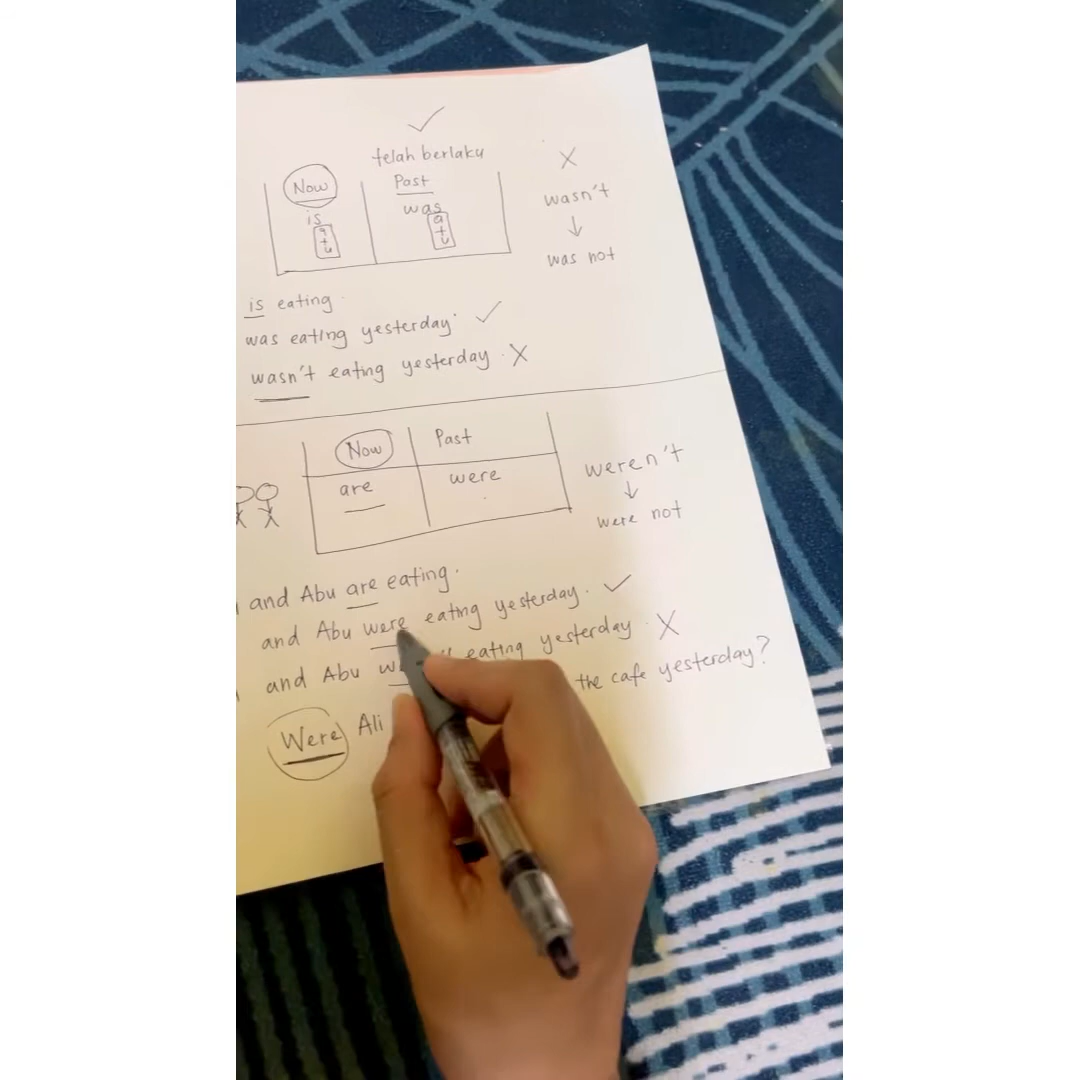 telah berlaku
Now Past X
is was wasn't
satu satu ↓
was not
is eating.
was eating yesterday ✓
wasn't eating yesterday. X
Now Past
are were weren't
↓
were not
and Abu are eating.
and Abu were eating yesterday. ✓
and Abu eating yesterday. X
Were Ali the cafe yesterday?